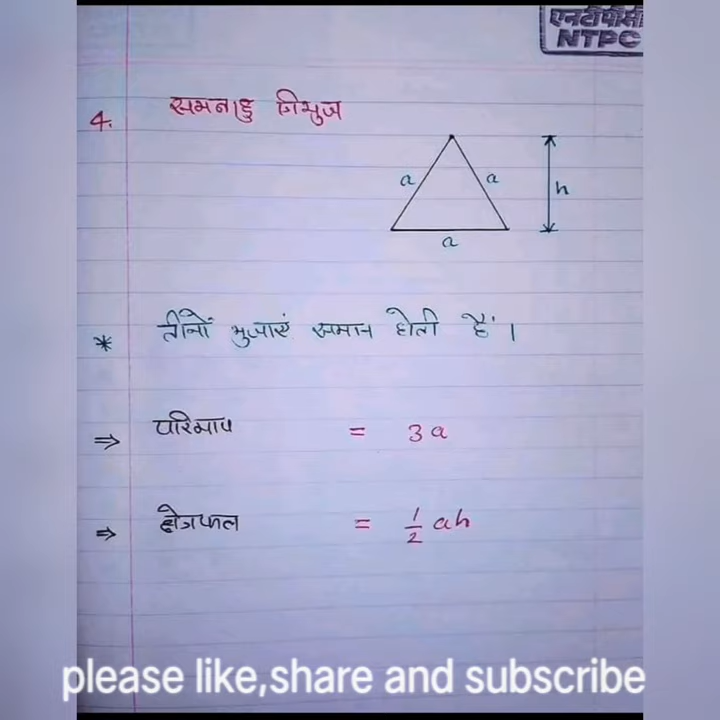 एनटीपीसी
NTPC
4. समबाहु त्रिभुज
a a h
a
* तीनों भुजाएं समान होती हैं ।
⇒ परिमाप = 3a
⇒ क्षेत्रफल = 1/2 ah
please like,share and subscribe